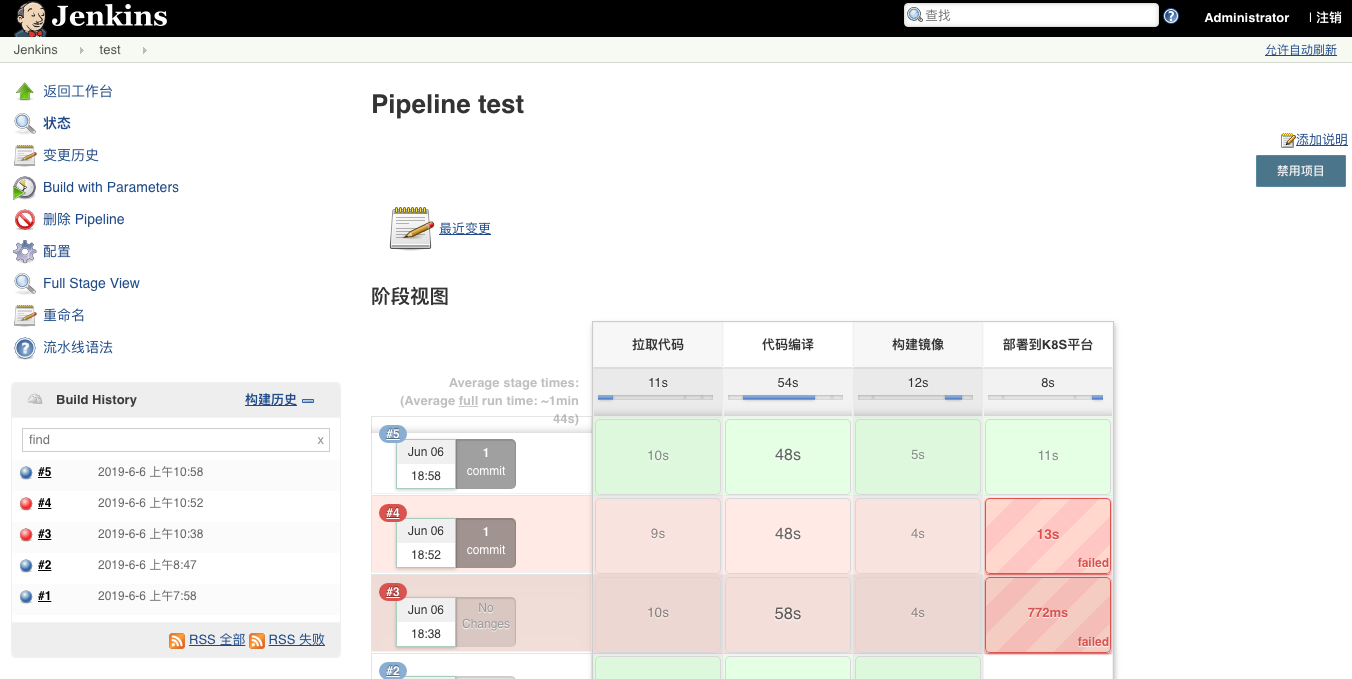 Jenkins
查找
Administrator
| 注销
Jenkins
test
允许自动刷新
返回工作台
状态
变更历史
Build with Parameters
删除 Pipeline
配置
Full Stage View
重命名
流水线语法
Build History
构建历史
find
x
#5 2019-6-6 上午10:58
#4 2019-6-6 上午10:52
#3 2019-6-6 上午10:38
#2 2019-6-6 上午8:47
#1 2019-6-6 上午7:58
RSS 全部
RSS 失败
Pipeline test
添加说明
禁用项目
最近变更
阶段视图
拉取代码
代码编译
构建镜像
部署到K8S平台
Average stage times:
(Average full run time: ~1min
44s)
11s
54s
12s
8s
#5
Jun 06
18:58
1
commit
10s
48s
5s
11s
#4
Jun 06
18:52
1
commit
9s
48s
4s
13s
failed
#3
Jun 06
18:38
No
Changes
10s
58s
4s
772ms
failed
#2